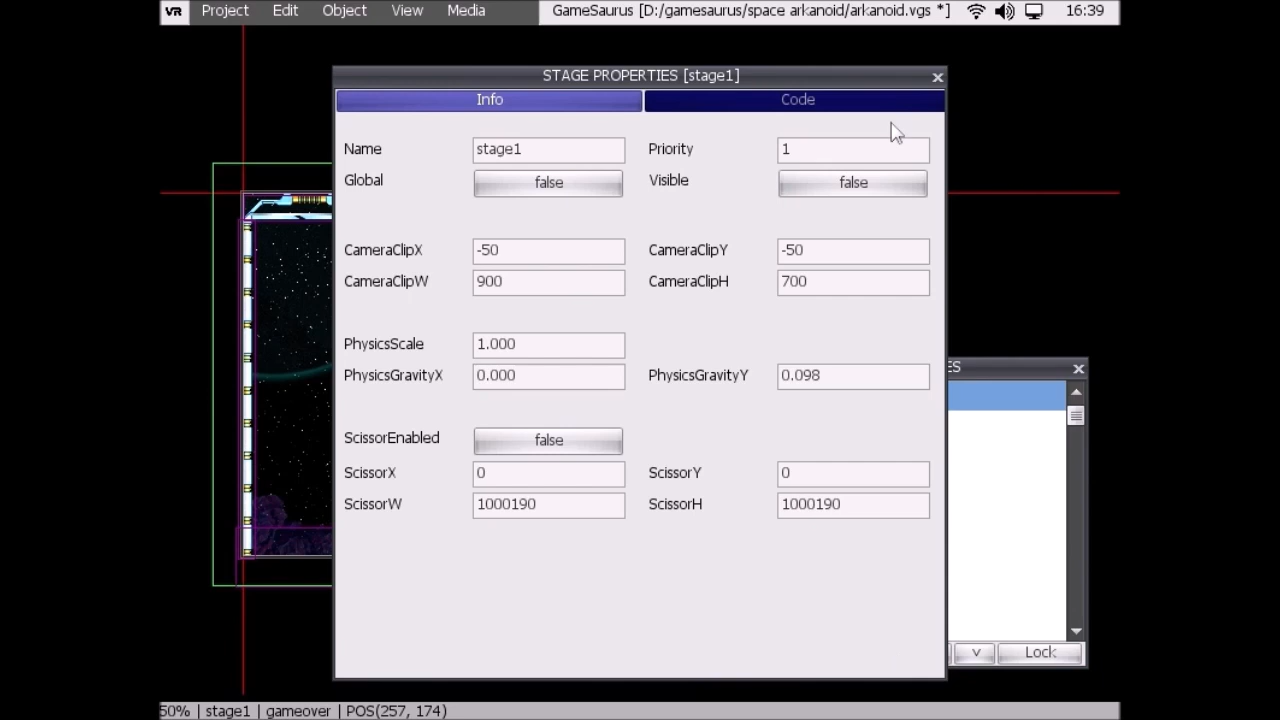 VR Project Edit Object View Media GameSaurus [D:/gamesaurus/space arkanoid/arkanoid.vgs *] 16:39
STAGE PROPERTIES [stage1]
Info Code
Name stage1 Priority 1
Global false Visible false
CameraClipX -50 CameraClipY -50
CameraClipW 900 CameraClipH 700
PhysicsScale 1.000
PhysicsGravityX 0.000 PhysicsGravityY 0.098
ScissorEnabled false
ScissorX 0 ScissorY 0
ScissorW 1000190 ScissorH 1000190
ES
v Lock
50% | stage1 | gameover | POS(257, 174)